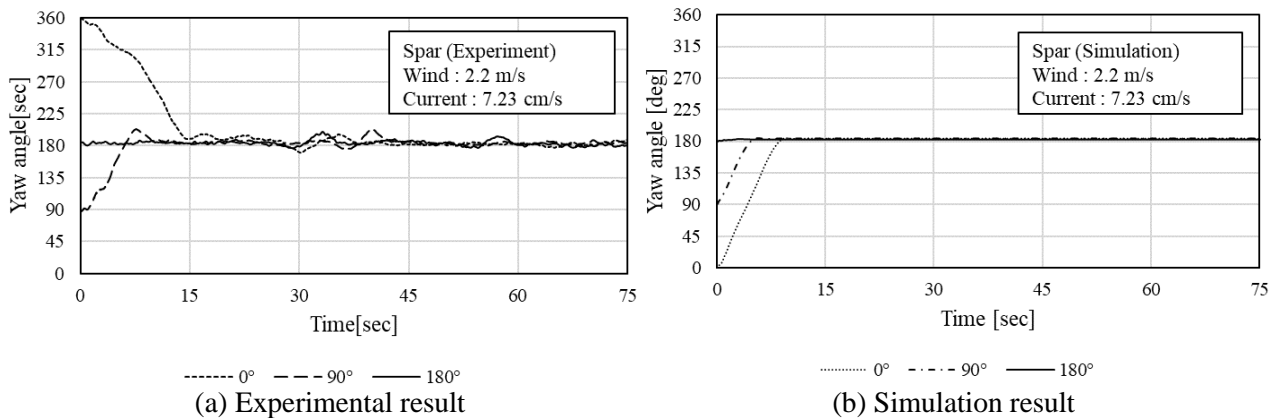 360
315
270
225
180
135
90
45
0
Yaw angle[sec]
Spar (Experiment)
Wind : 2.2 m/s
Current : 7.23 cm/s
0 15 30 45 60 75
Time[sec]
0° 90° 180°
(a) Experimental result
360
315
270
225
180
135
90
45
0
Yaw angle [deg]
Spar (Simulation)
Wind : 2.2 m/s
Current : 7.23 cm/s
0 15 30 45 60 75
Time [sec]
0° 90° 180°
(b) Simulation result